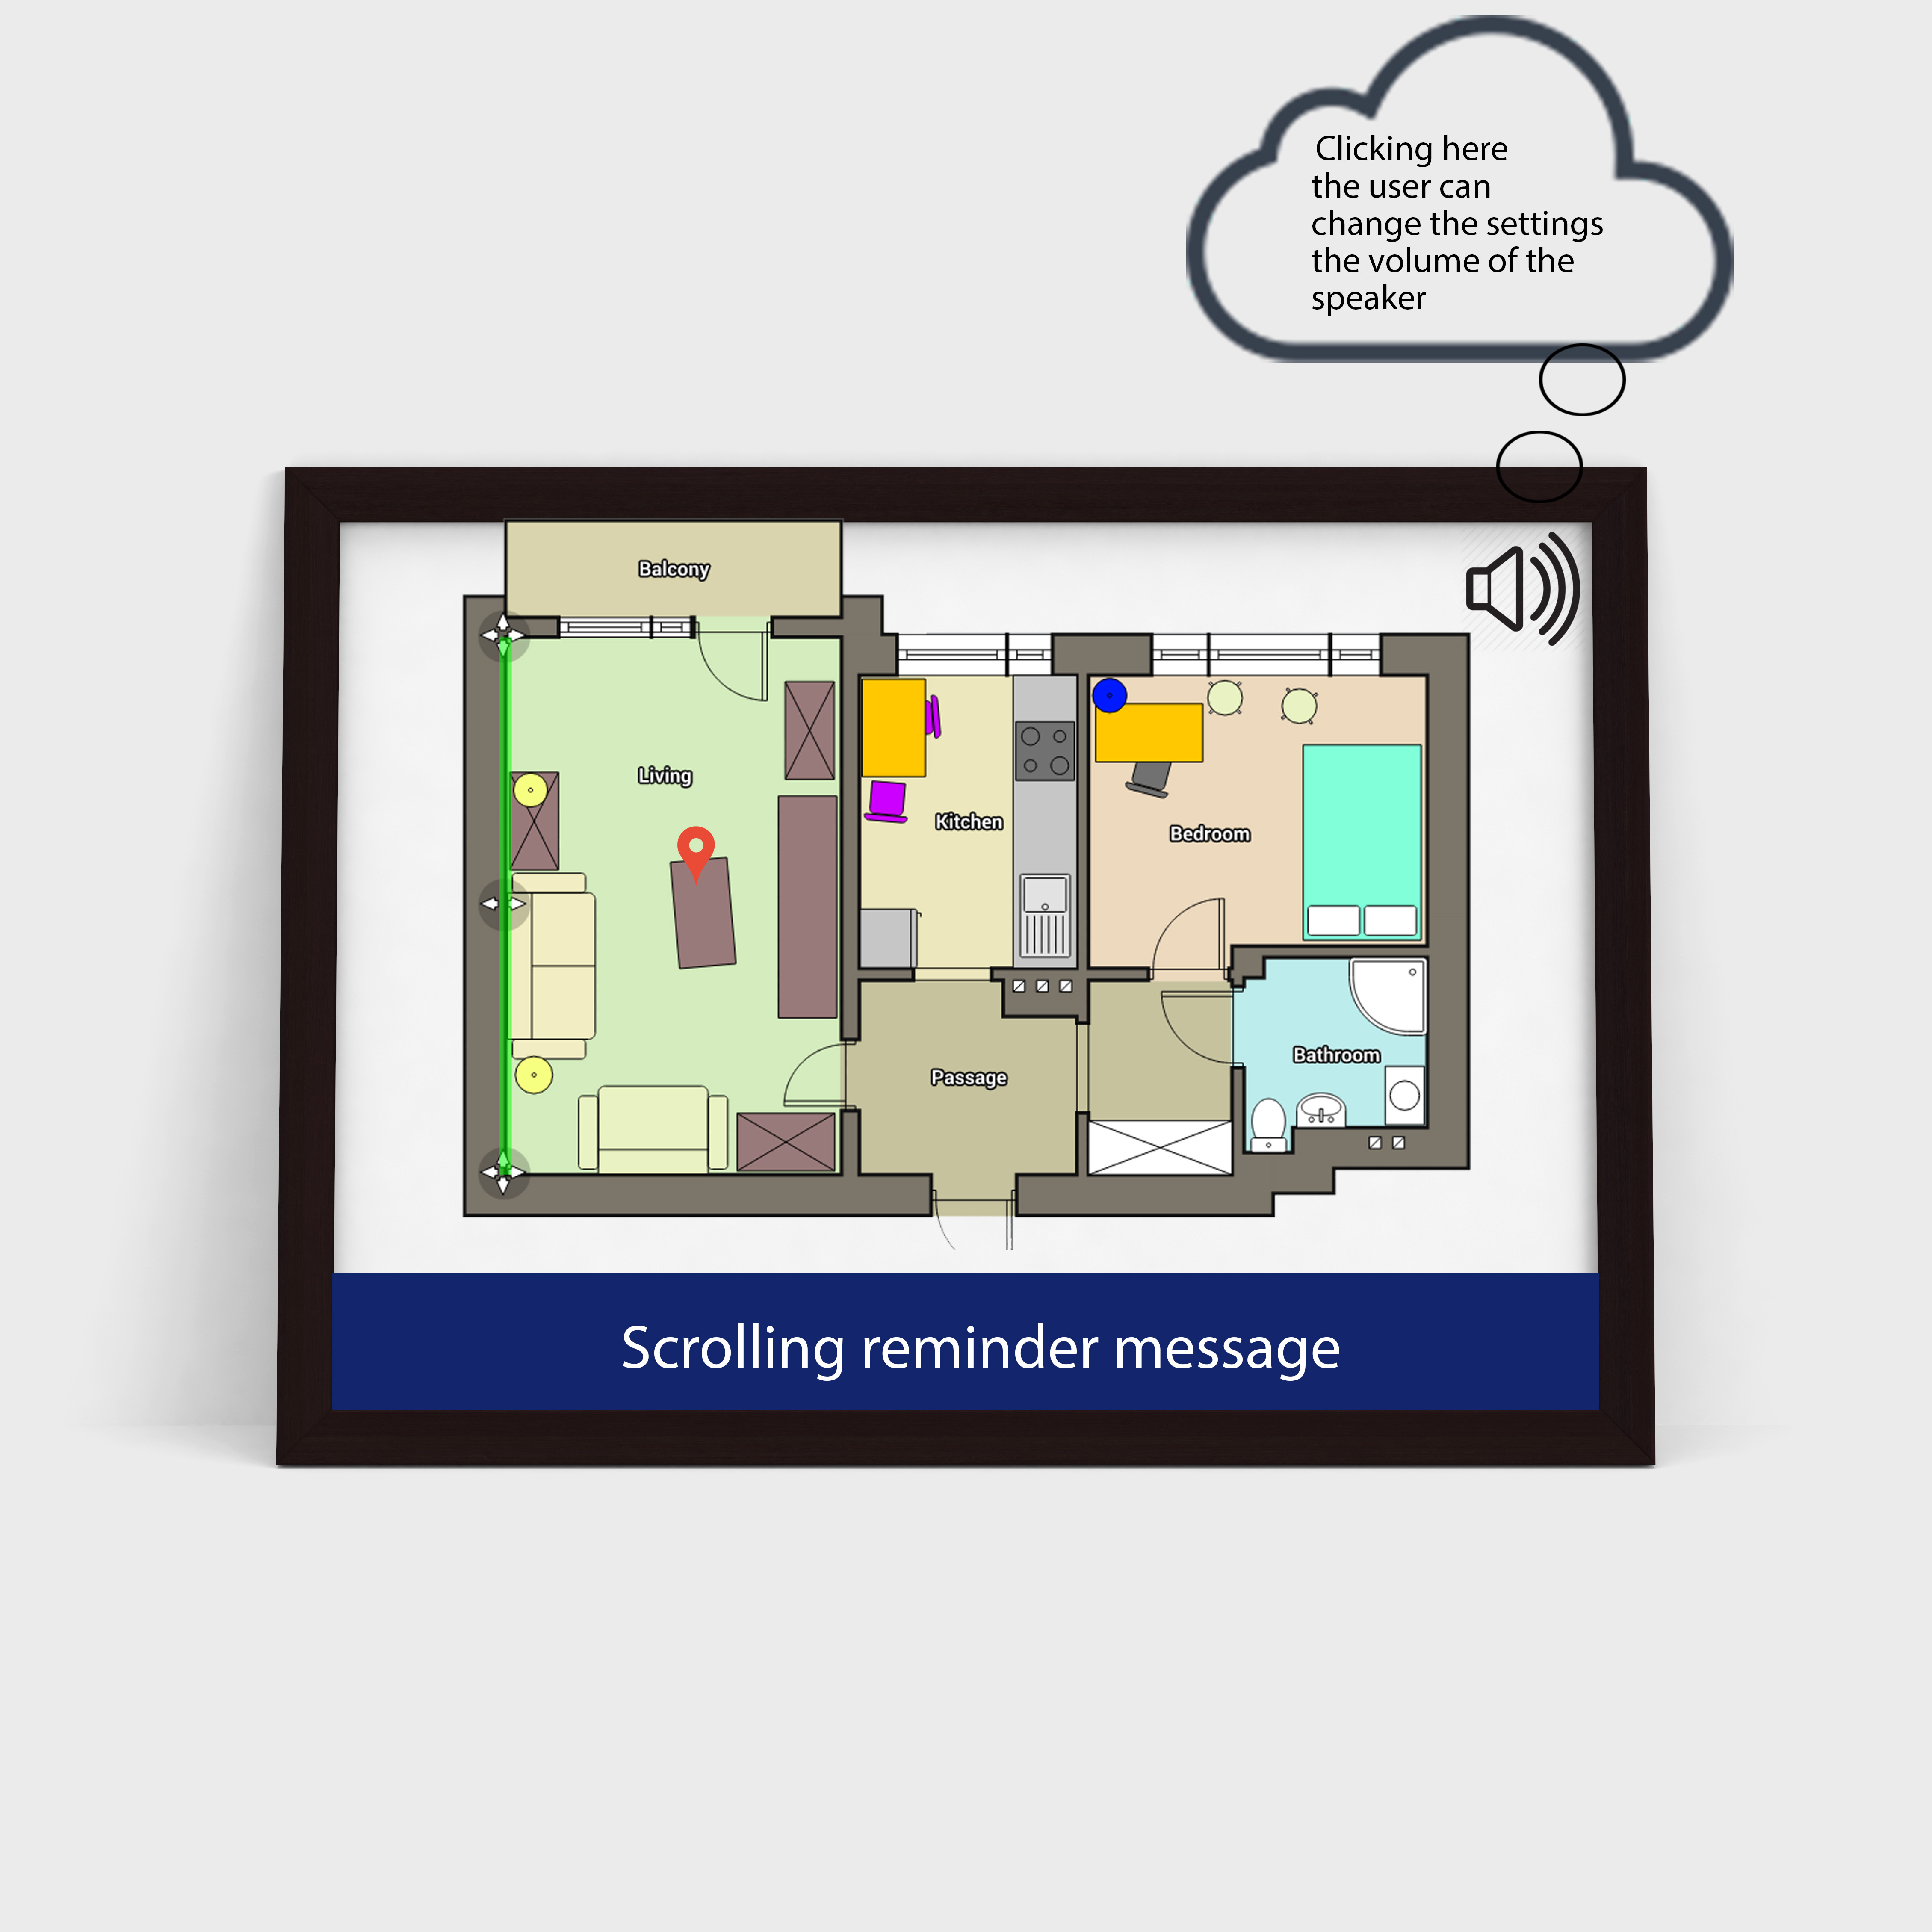 Clicking here
the user can
change the settings
the volume of the
speaker
Balcony
Living
Kitchen
Bedroom
Bathroom
Passage
Scrolling reminder message